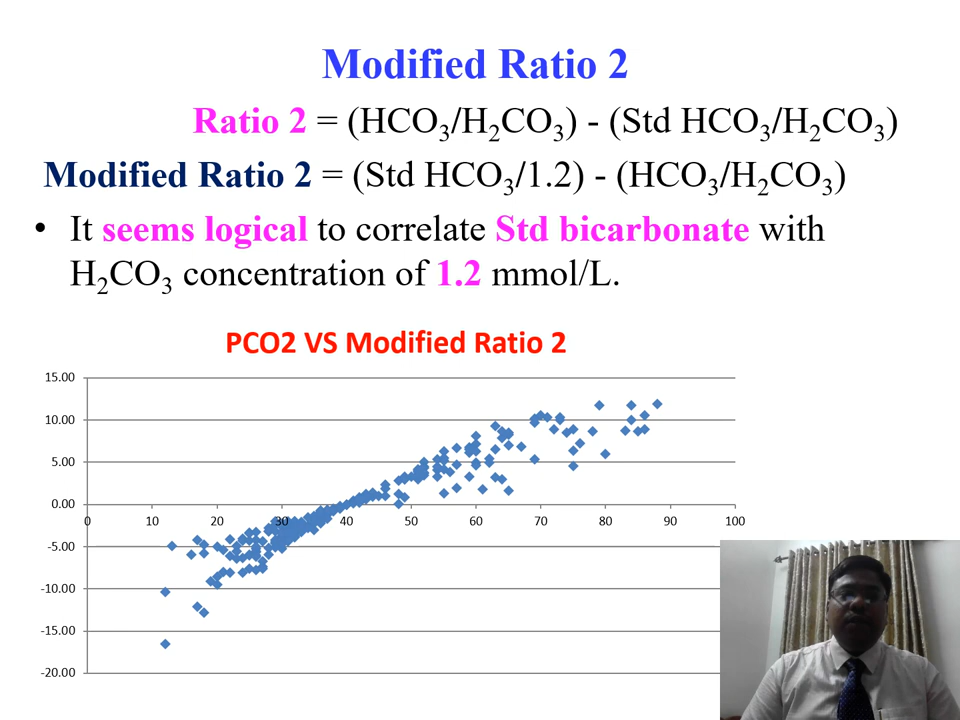 Modified Ratio 2
Ratio 2 = (HCO₃/H₂CO₃) - (Std HCO₃/H₂CO₃)
Modified Ratio 2 = (Std HCO₃/1.2) - (HCO₃/H₂CO₃)
• It seems logical to correlate Std bicarbonate with
H₂CO₃ concentration of 1.2 mmol/L.
PCO2 VS Modified Ratio 2
15.00
10.00
5.00
0.00
0 10 20 30 40 50 60 70 80 90 100
-5.00
-10.00
-15.00
-20.00